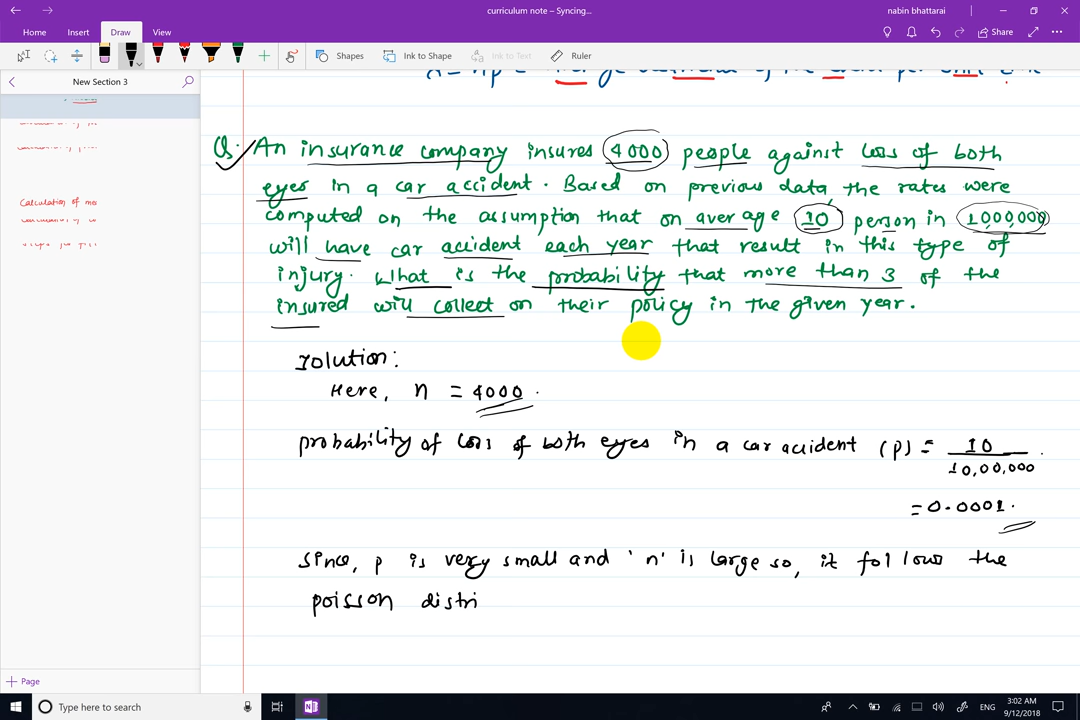 curriculum note – Syncing...
nabin bhattarai
Home Insert Draw View
Share
Shapes Ink to Shape Ink to Text Ruler
New Section 3
Calculation of
Q. An insurance company insures 4000 people against loss of both
eyes in a car accident. Based on previous data, the rates were
computed on the assumption that on average 10 person in 1,000,000
will have car accident each year that result in this type of
injury. What is the probability that more than 3 of the
insured will collect on their policy in the given year.
Solution:
Here, n = 4000.
probability of loss of both eyes in a car accident (p) = 10
10,00,000
= 0.0001.
Since, p is very small and 'n' is large so, it follows the
poisson distri
Page
Type here to search
ENG
3:02 AM
9/12/2018